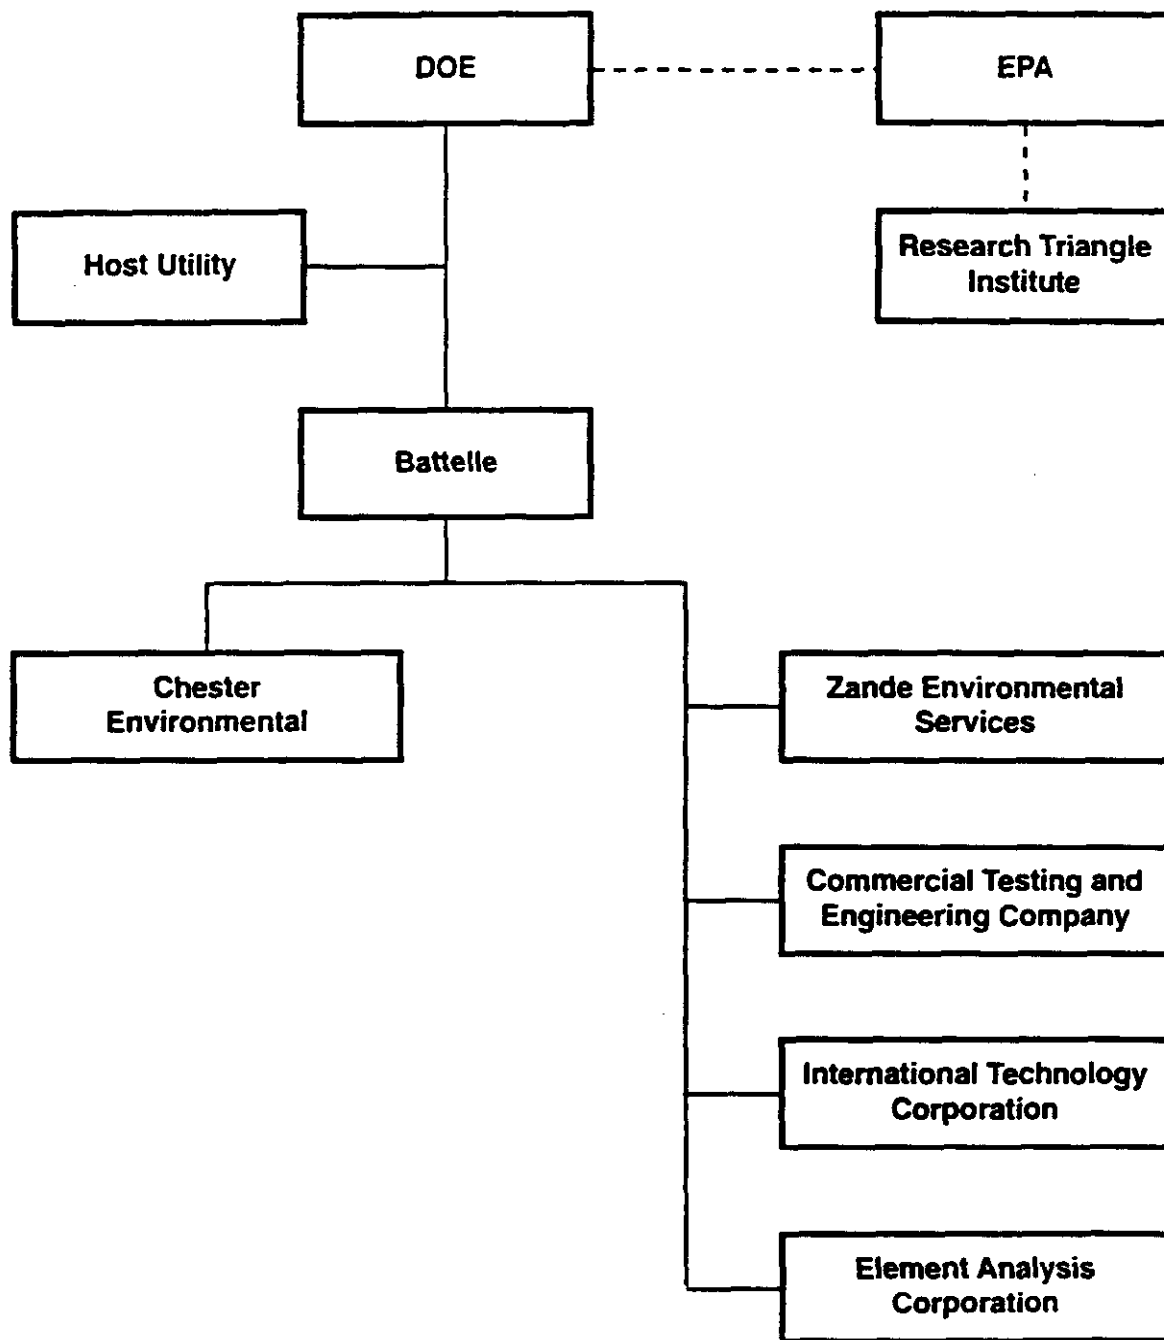 DOE
EPA
Host Utility
Research Triangle
Institute
Battelle
Chester
Environmental
Zande Environmental
Services
Commercial Testing and
Engineering Company
International Technology
Corporation
Element Analysis
Corporation